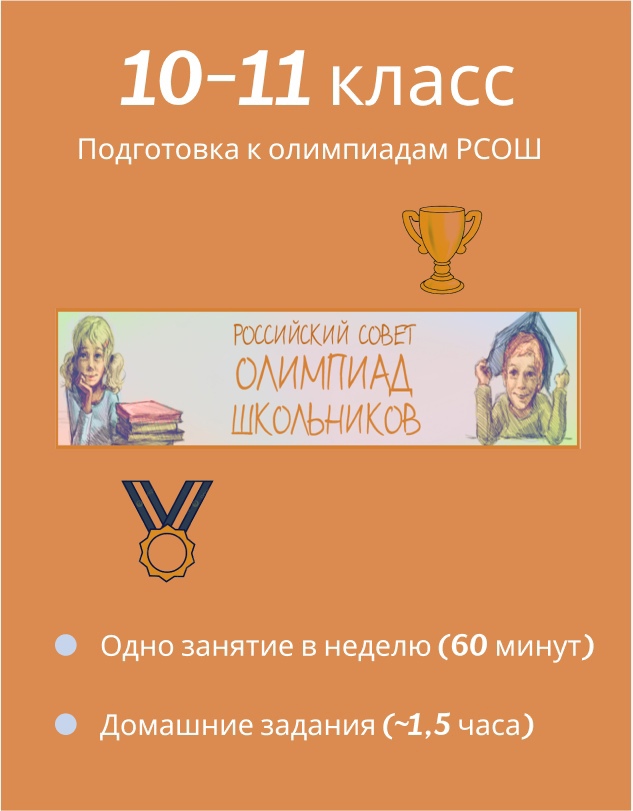 10-11 класс
Подготовка к олимпиадам РСОШ
РОССИЙСКИЙ СОВЕТ
ОЛИМПИАД
ШКОЛЬНИКОВ
Одно занятие в неделю (60 минут)
Домашние задания (~1,5 часа)